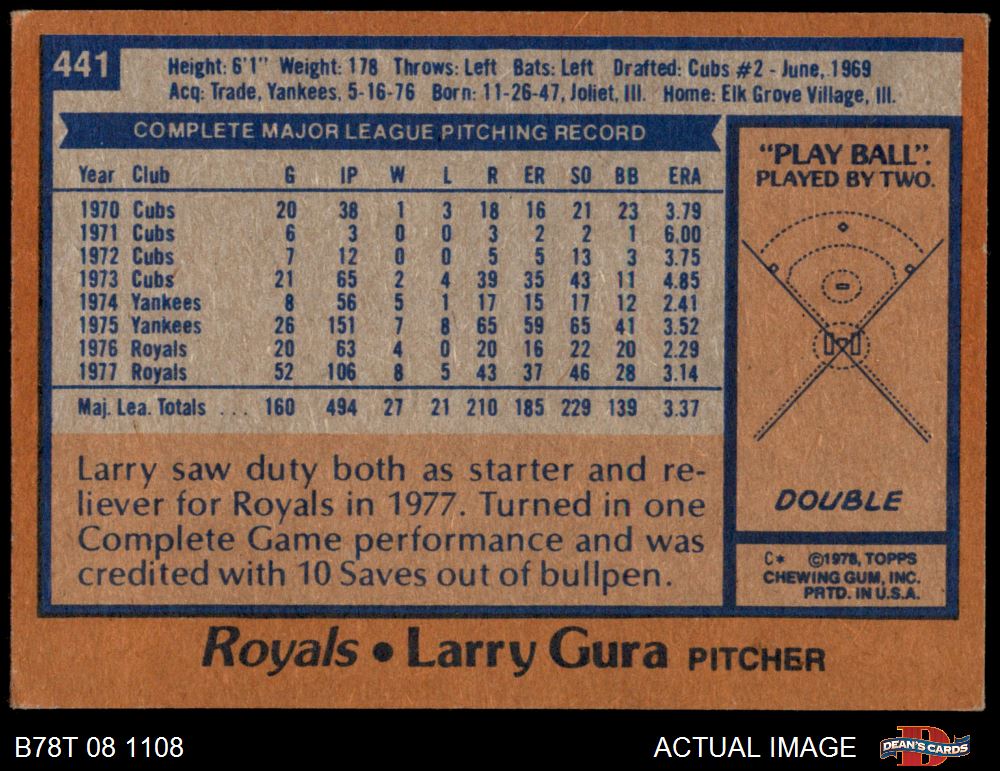 441
Height: 6'1" Weight: 178 Throws: Left Bats: Left Drafted: Cubs #2 - June, 1969
Acq: Trade, Yankees, 5-16-76 Born: 11-26-47, Joliet, Ill. Home: Elk Grove Village, Ill.
COMPLETE MAJOR LEAGUE PITCHING RECORD
Year Club G IP W L R ER SO BB ERA
1970 Cubs 20 38 1 3 18 16 21 23 3.79
1971 Cubs 6 3 0 0 3 2 2 1 6.00
1972 Cubs 7 12 0 0 5 5 13 3 3.75
1973 Cubs 21 65 2 4 39 35 43 11 4.85
1974 Yankees 8 56 5 1 17 15 17 12 2.41
1975 Yankees 26 151 7 8 65 59 65 41 3.52
1976 Royals 20 63 4 0 20 16 22 20 2.29
1977 Royals 52 106 8 5 43 37 46 28 3.14
Maj. Lea. Totals ... 160 494 27 21 210 185 229 139 3.37
Larry saw duty both as starter and re-
liever for Royals in 1977. Turned in one
Complete Game performance and was
credited with 10 Saves out of bullpen.
"PLAY BALL".
PLAYED BY TWO.
DOUBLE
C* ©1978, TOPPS
CHEWING GUM, INC.
PRTD. IN U.S.A.
Royals • Larry Gura PITCHER
B78T 08 1108
ACTUAL IMAGE
DEAN'S CARDS